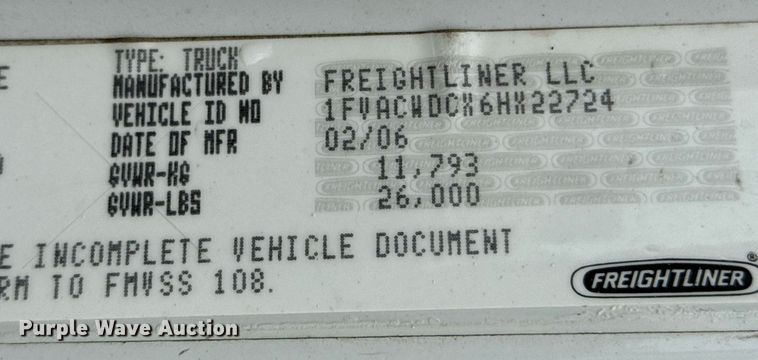 TYPE: TRUCK
MANUFACTURED BY FREIGHTLINER LLC
VEHICLE ID NO 1FVACWDCX6HX22724
DATE OF MFR 02/06
GVWR-KG 11,793
GVWR-LBS 26,000
E INCOMPLETE VEHICLE DOCUMENT
RM TO FMVSS 108.
FREIGHTLINER®
Purple Wave Auction